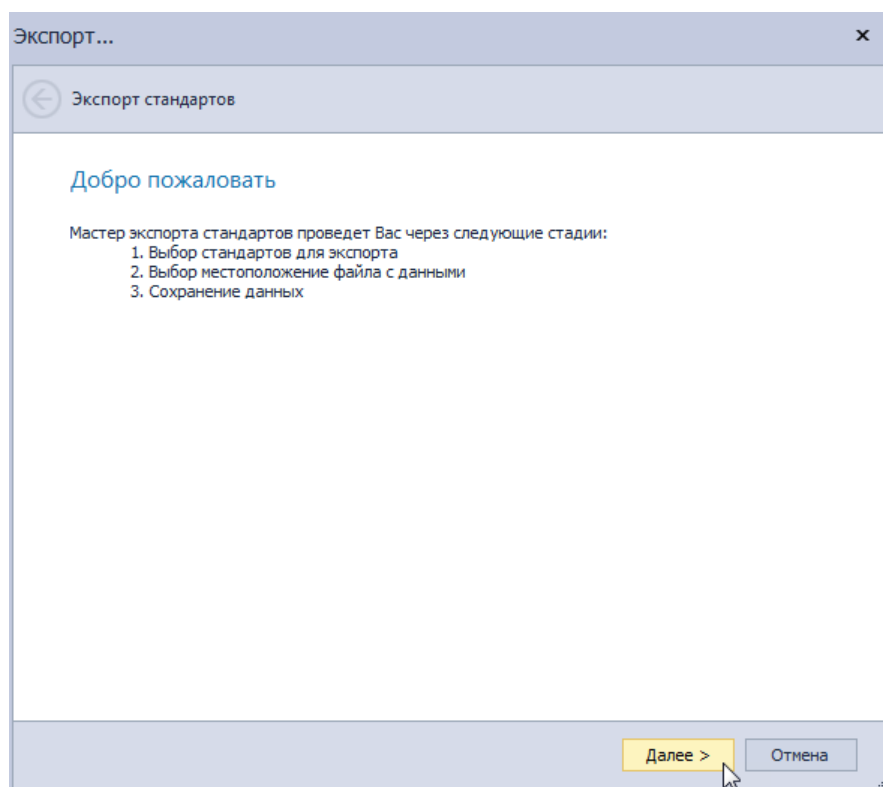 Экспорт...
Экспорт стандартов
Добро пожаловать
Мастер экспорта стандартов проведет Вас через следующие стадии:
1. Выбор стандартов для экспорта
2. Выбор местоположение файла с данными
3. Сохранение данных
Далее >
Отмена